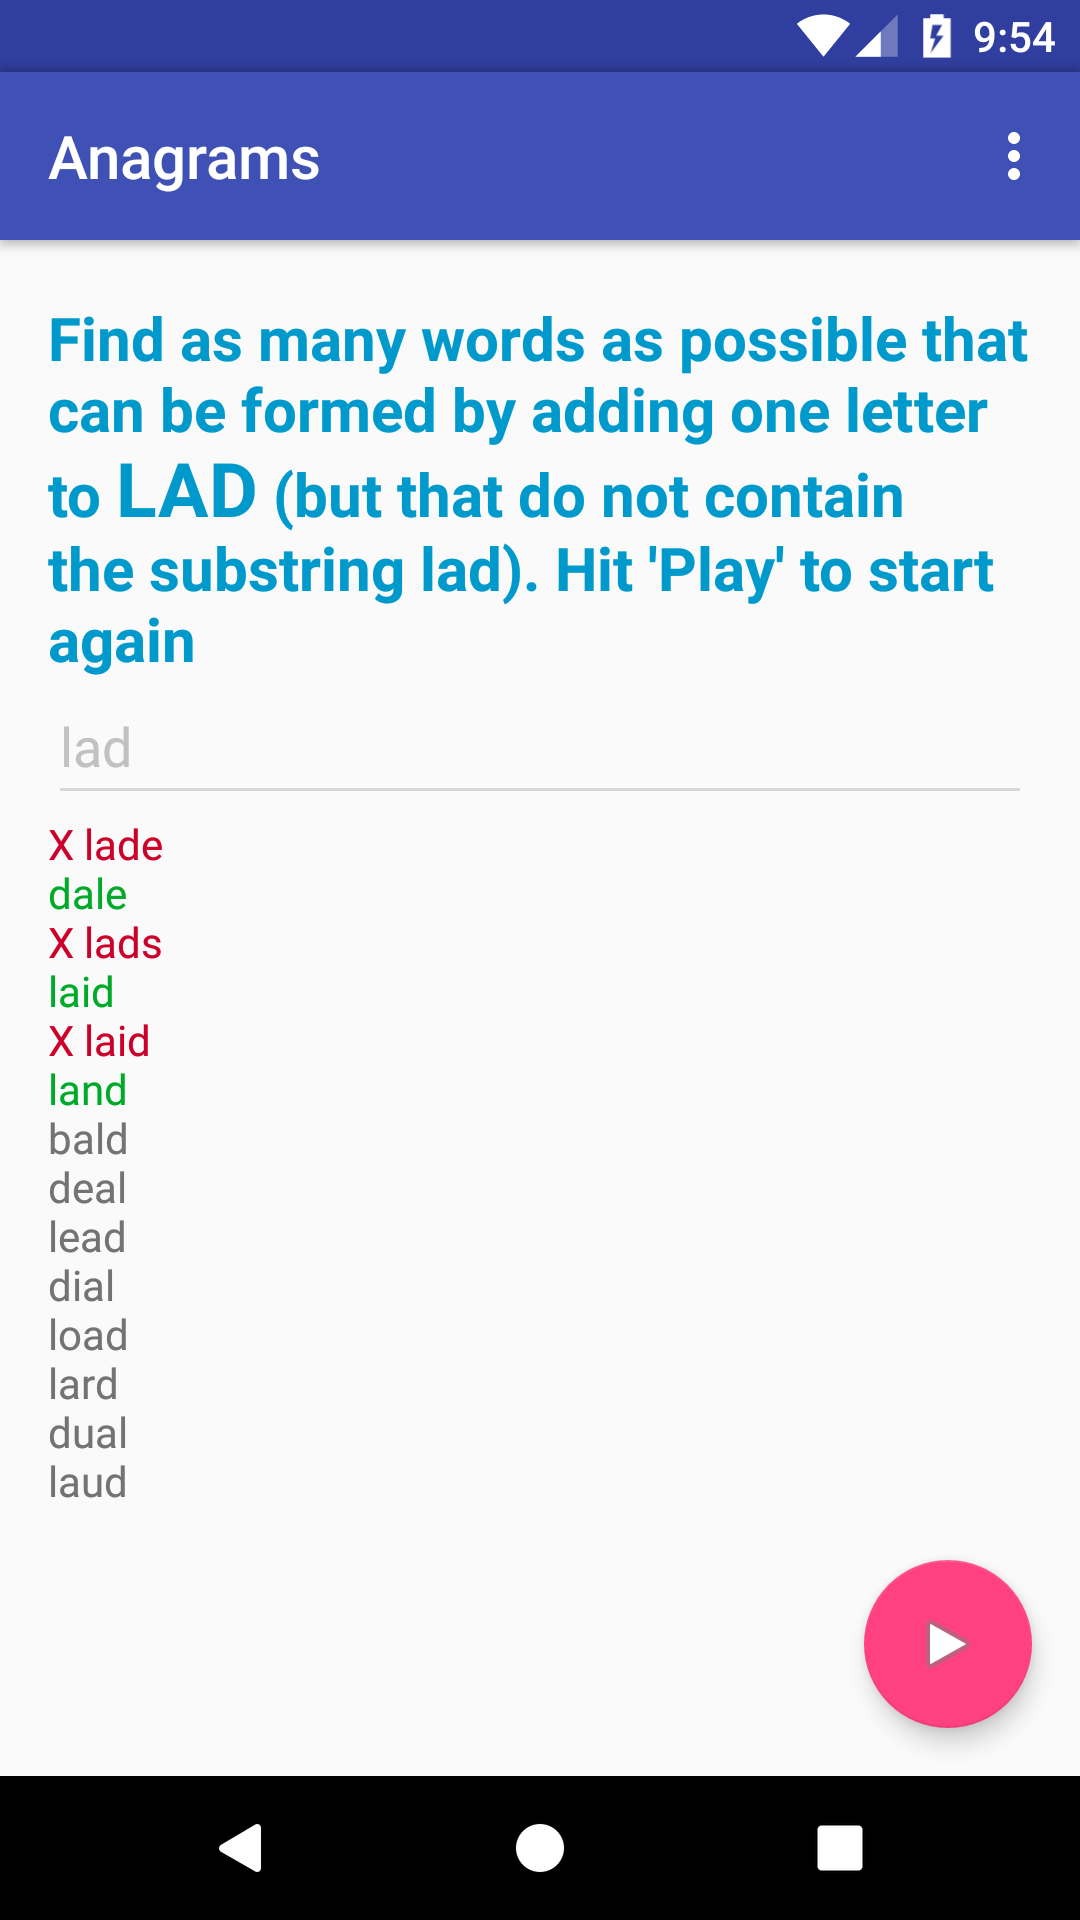 9:54
Anagrams
Find as many words as possible that
can be formed by adding one letter
to LAD (but that do not contain
the substring lad). Hit 'Play' to start
again
lad
X lade
dale
X lads
laid
X laid
land
bald
deal
lead
dial
load
lard
dual
laud